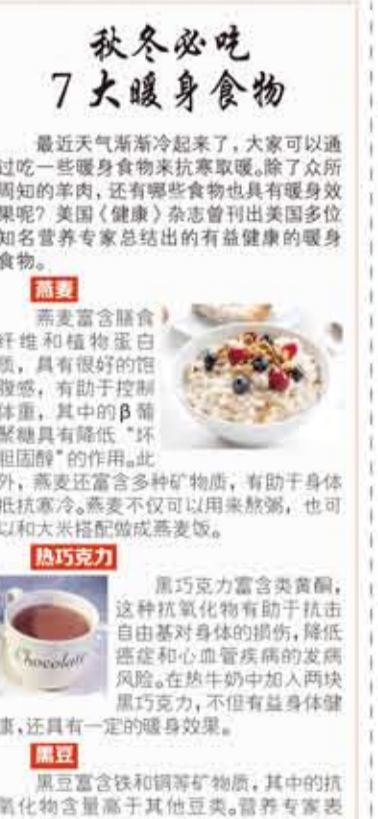 秋冬必吃
7大暖身食物
最近天气渐渐冷起来了，大家可以通
过吃一些暖身食物来抗寒取暖。除了众所
周知的羊肉，还有哪些食物也具有暖身效
果呢？美国《健康》杂志曾刊出美国多位
知名营养专家总结出的有益健康的暖身
食物。
燕麦
燕麦富含膳食
纤维和植物蛋白
质，具有很好的饱
腹感，有助于控制
体重，其中的β葡
聚糖具有降低“坏
胆固醇”的作用。此
外，燕麦还富含多种矿物质，有助于身体
抵抗寒冷。燕麦不仅可以用来熬粥，也可
以和大米搭配做成燕麦饭。
热巧克力
黑巧克力富含类黄酮，
这种抗氧化物有助于抗击
自由基对身体的损伤，降低
癌症和心血管疾病的发病
风险。在热牛奶中加入两块
黑巧克力，不但有益身体健
康，还具有一定的暖身效果。
Chocolate
黑豆
黑豆富含铁和铜等矿物质，其中的抗
氧化物含量高于其他豆类。营养专家表